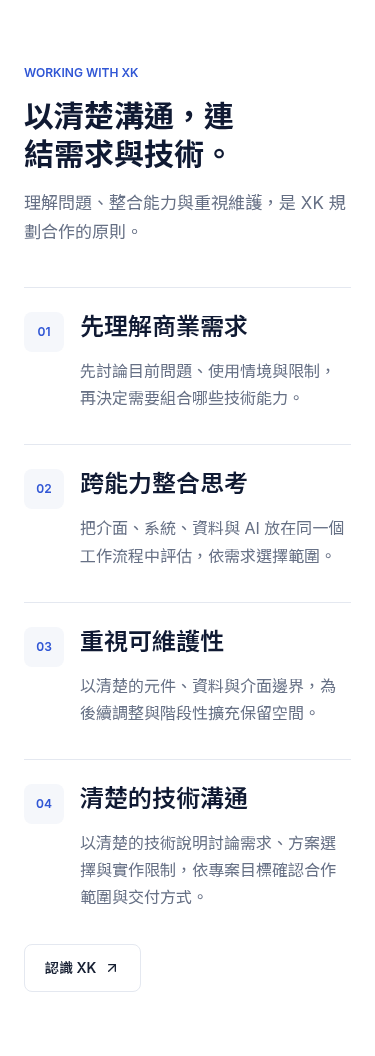 WORKING WITH XK
以清楚溝通，連
結需求與技術。
理解問題、整合能力與重視維護，是 XK 規
劃合作的原則。
01
先理解商業需求
先討論目前問題、使用情境與限制，
再決定需要組合哪些技術能力。
02
跨能力整合思考
把介面、系統、資料與 AI 放在同一個
工作流程中評估，依需求選擇範圍。
03
重視可維護性
以清楚的元件、資料與介面邊界，為
後續調整與階段性擴充保留空間。
04
清楚的技術溝通
以清楚的技術說明討論需求、方案選
擇與實作限制，依專案目標確認合作
範圍與交付方式。
認識 XK